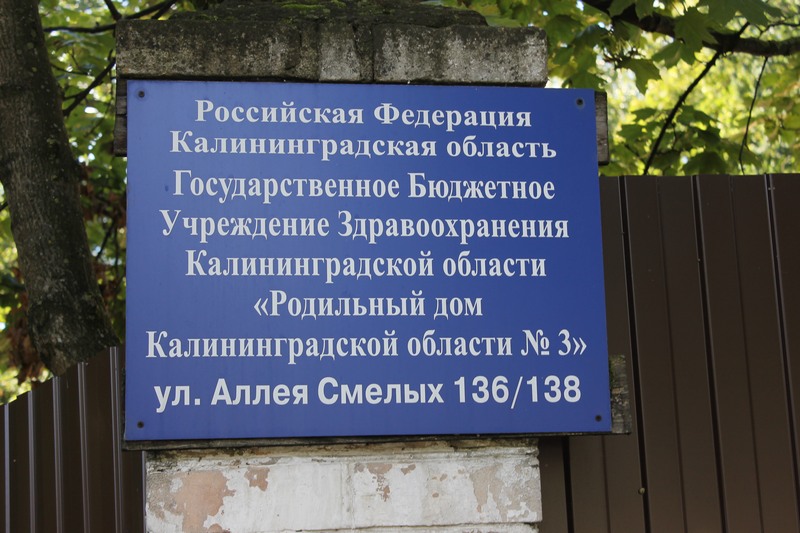 Российская Федерация
Калининградская область
Государственное Бюджетное
Учреждение Здравоохранения
Калининградской области
«Родильный дом
Калининградской области № 3»
ул. Аллея Смелых 136/138